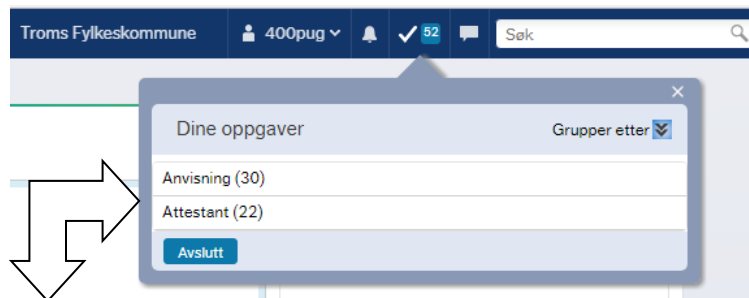 Troms Fylkeskommune 400pug 52 Søk
Dine oppgaver Grupper etter
Anvisning (30)
Attestant (22)
Avslutt